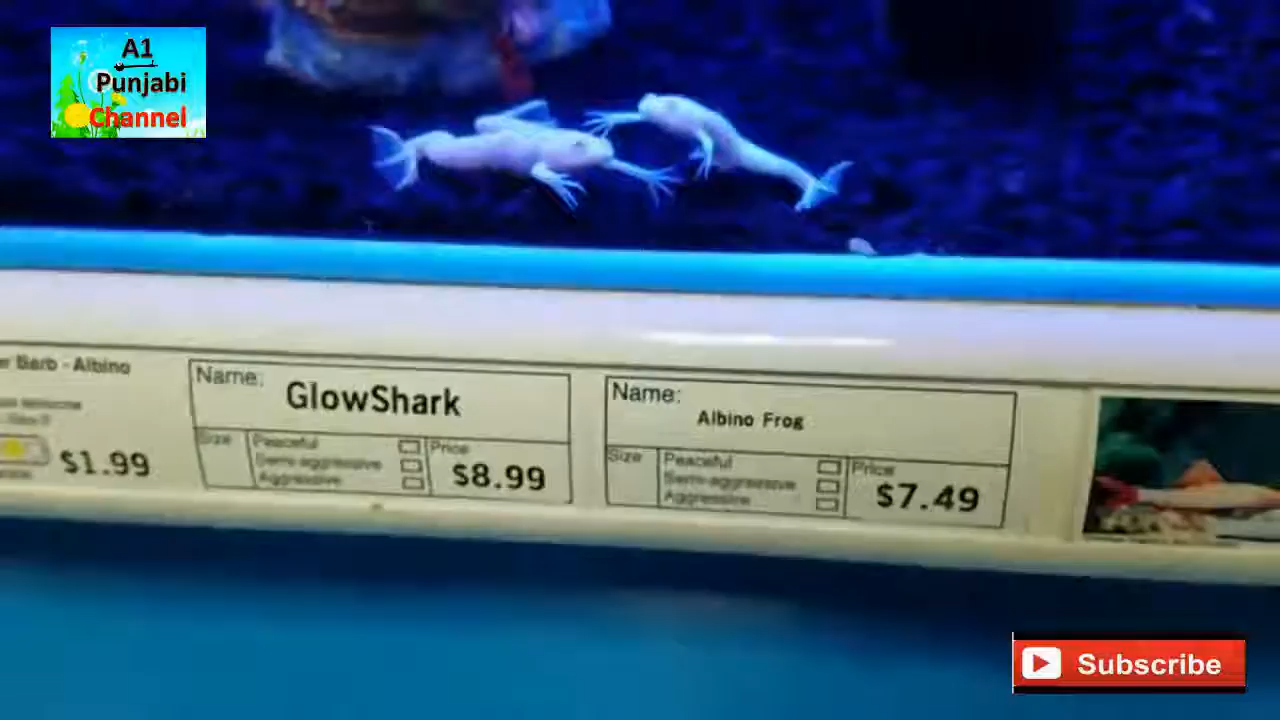 A1
Punjabi
Channel
er Barb - Albino
$1.99
Name:
GlowShark
Size
Peaceful
Semi-aggressive
Aggressive
Price
$8.99
Name:
Albino Frog
Size
Peaceful
Semi-aggressive
Aggressive
Price
$7.49
Subscribe